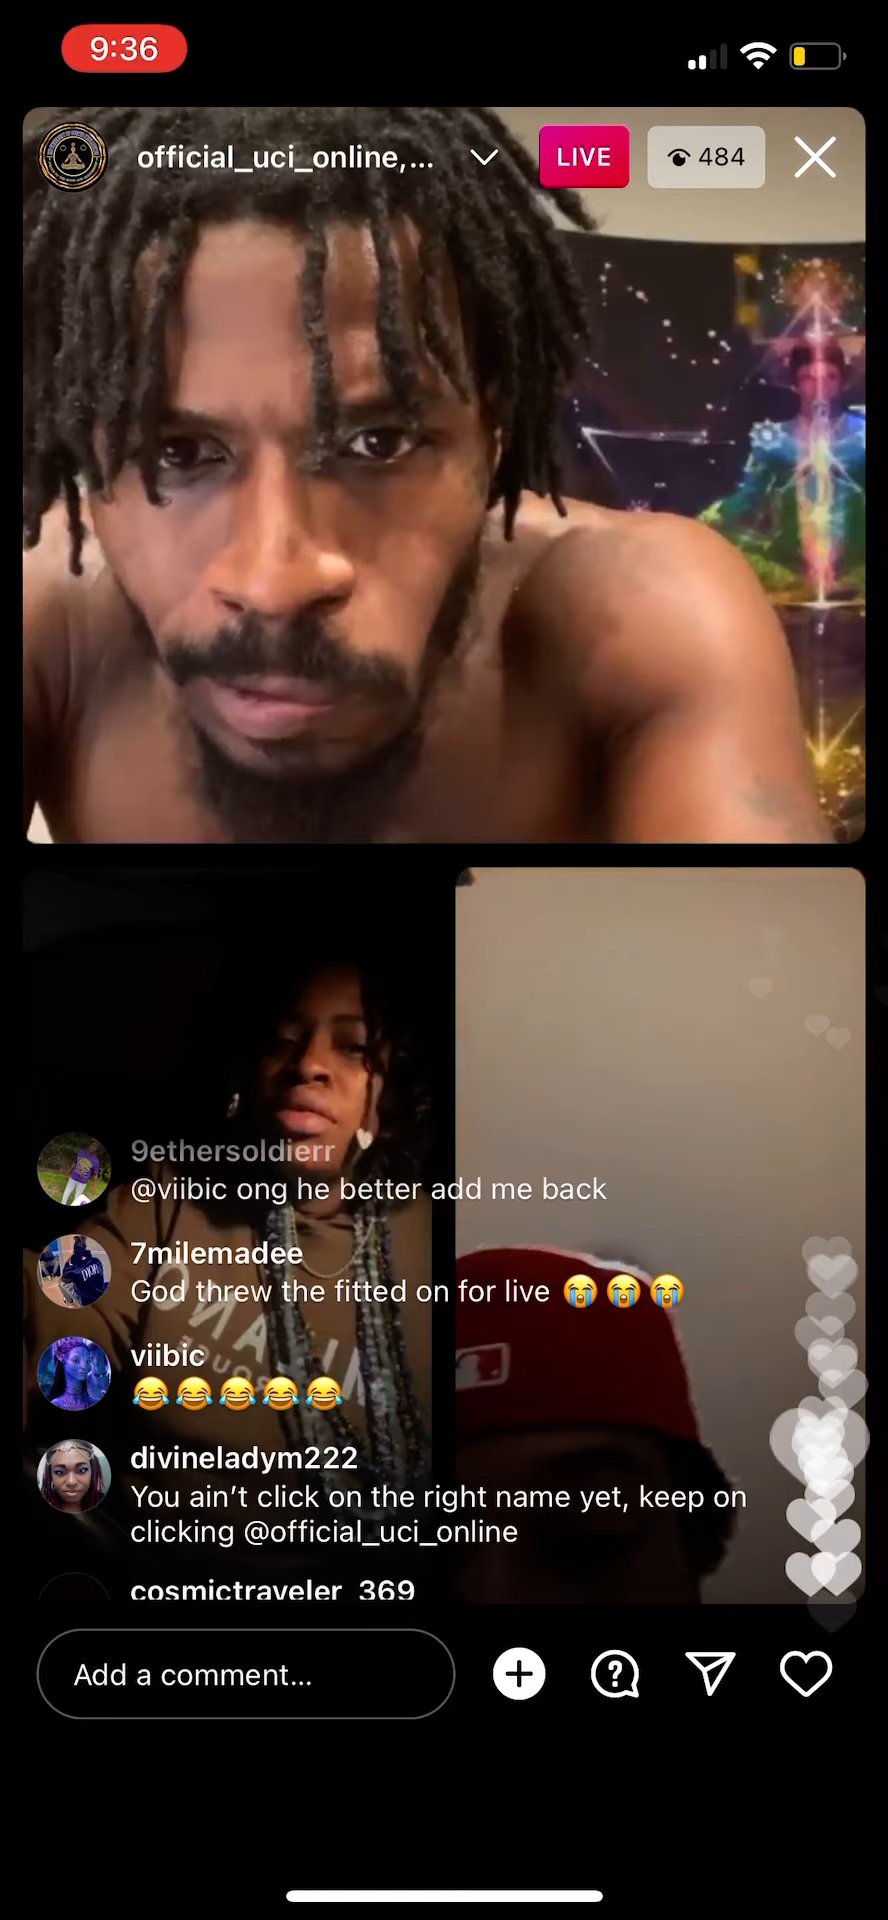 9:36
official_uci_online,...
LIVE
484
9ethersoldierr
@viibic ong he better add me back
7milemadee
God threw the fitted on for live 😭😭😭
viibic
😂😂😂😂😂
divineladym222
You ain’t click on the right name yet, keep on
clicking @official_uci_online
cosmictraveler_369
Add a comment...